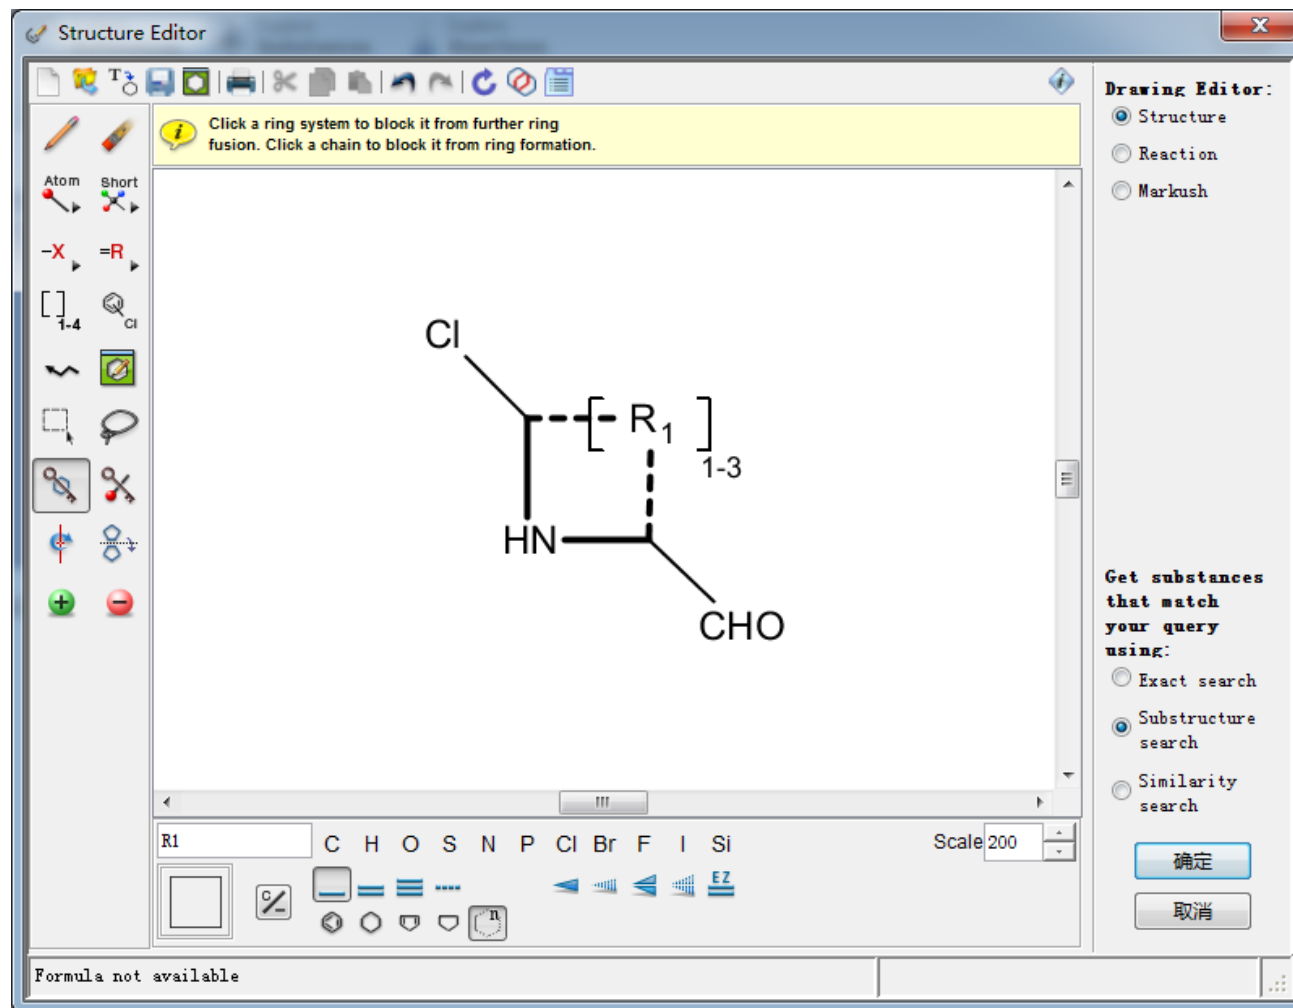 Structure Editor
Click a ring system to block it from further ring
fusion. Click a chain to block it from ring formation.
Drawing Editor:
Structure
Reaction
Markush
Atom
Short
-X
=R
[ ]1-4
Cl
Cl
[R1]1-3
HN
CHO
Get substances
that match
your query
using:
Exact search
Substructure
search
Similarity
search
R1
C H O S N P Cl Br F I Si
Scale 200
EZ
n
确定
取消
Formula not available